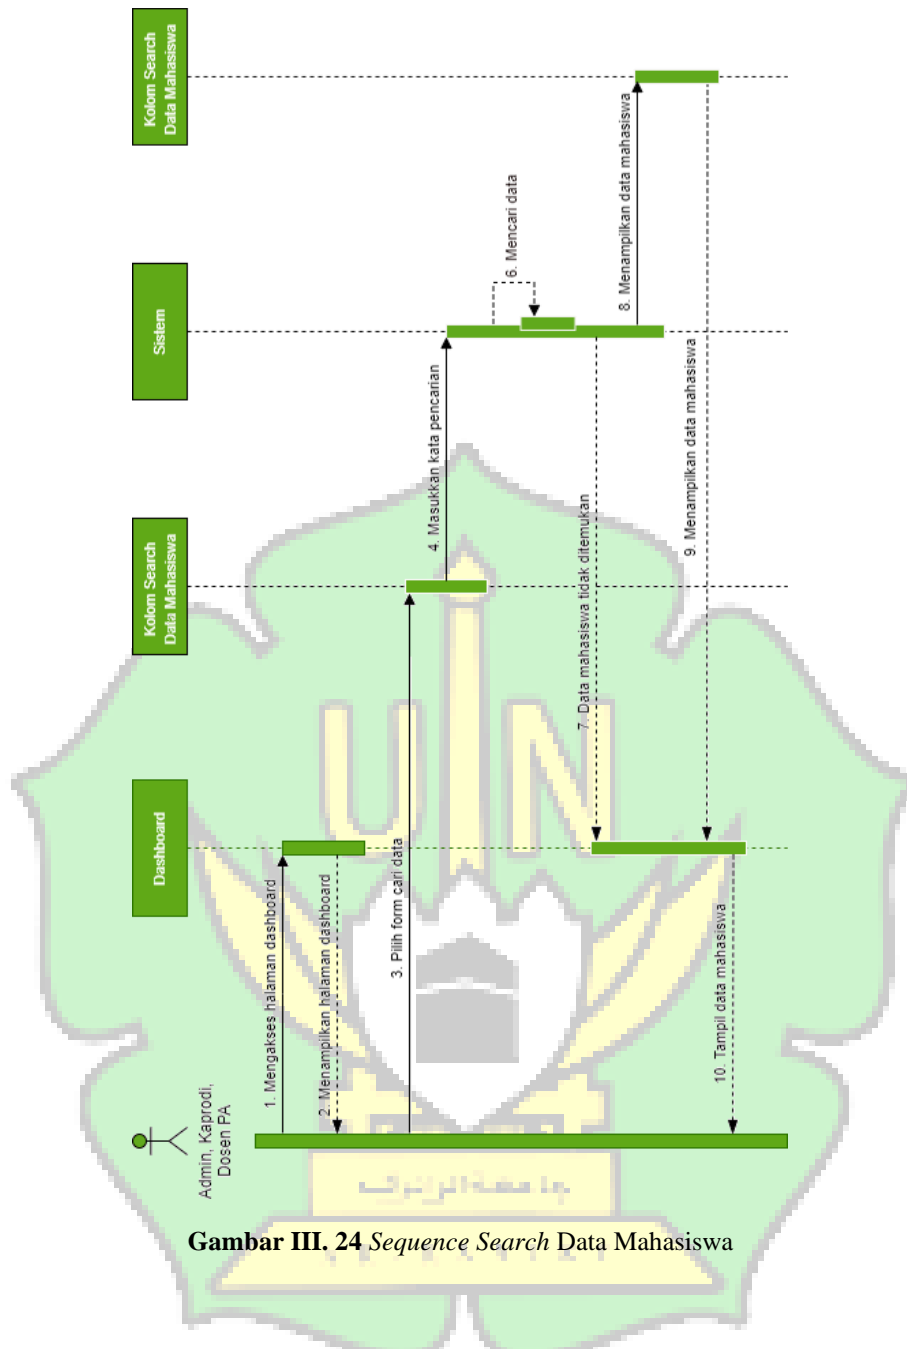 Kolom Search
Data Mahasiswa
Sistem
Kolom Search
Data Mahasiswa
Dashboard
Admin, Kaprodi,
Dosen PA
1. Mengakses halaman dashboard
2. Menampilkan halaman dashboard
3. Pilih form cari data
4. Masukkan kata pencarian
6. Mencari data
7. Data mahasiswa tidak ditemukan
8. Menampilkan data mahasiswa
9. Menampilkan data mahasiswa
10. Tampil data mahasiswa
UIN
Gambar III. 24 Sequence Search Data Mahasiswa